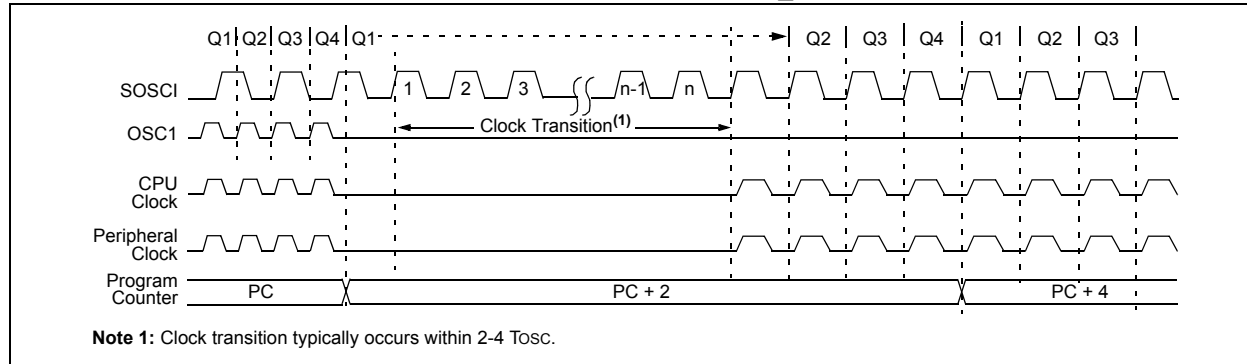 Q1 Q2 Q3 Q4 Q1 Q2 Q3 Q4 Q1 Q2 Q3
SOSCI 1 2 3 n-1 n
OSC1 Clock Transition(1)
CPU
Clock
Peripheral
Clock
Program
Counter PC PC + 2 PC + 4
Note 1: Clock transition typically occurs within 2-4 TOSC.